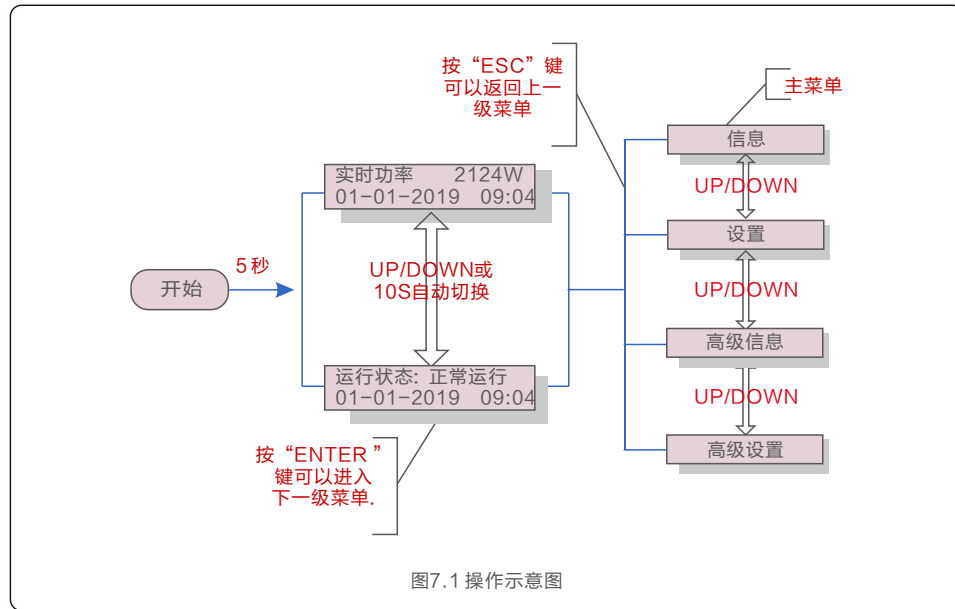 按“ESC”键
可以返回上一
级菜单
主菜单
信息
UP/DOWN
设置
UP/DOWN
高级信息
UP/DOWN
高级设置
实时功率 2124W
01-01-2019 09:04
5秒
开始
UP/DOWN或
10S自动切换
运行状态: 正常运行
01-01-2019 09:04
按“ENTER”
键可以进入
下一级菜单.
图7.1 操作示意图